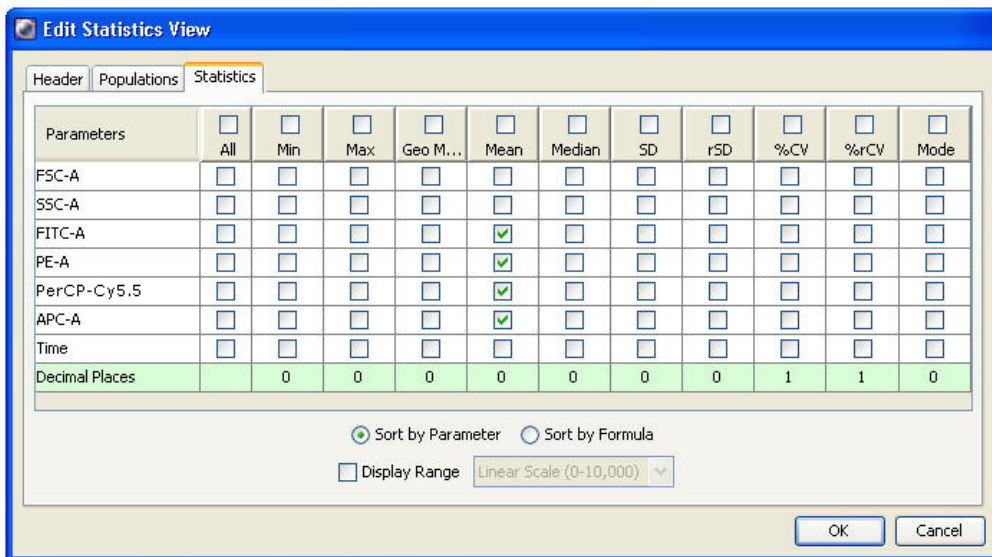 Edit Statistics View
Header Populations Statistics
Parameters All Min Max Geo M... Mean Median SD rSD %CV %rCV Mode
FSC-A
SSC-A
FITC-A
PE-A
PerCP-Cy5.5
APC-A
Time
Decimal Places 0 0 0 0 0 0 0 1 1 0
Sort by Parameter Sort by Formula
Display Range Linear Scale (0-10,000)
OK Cancel